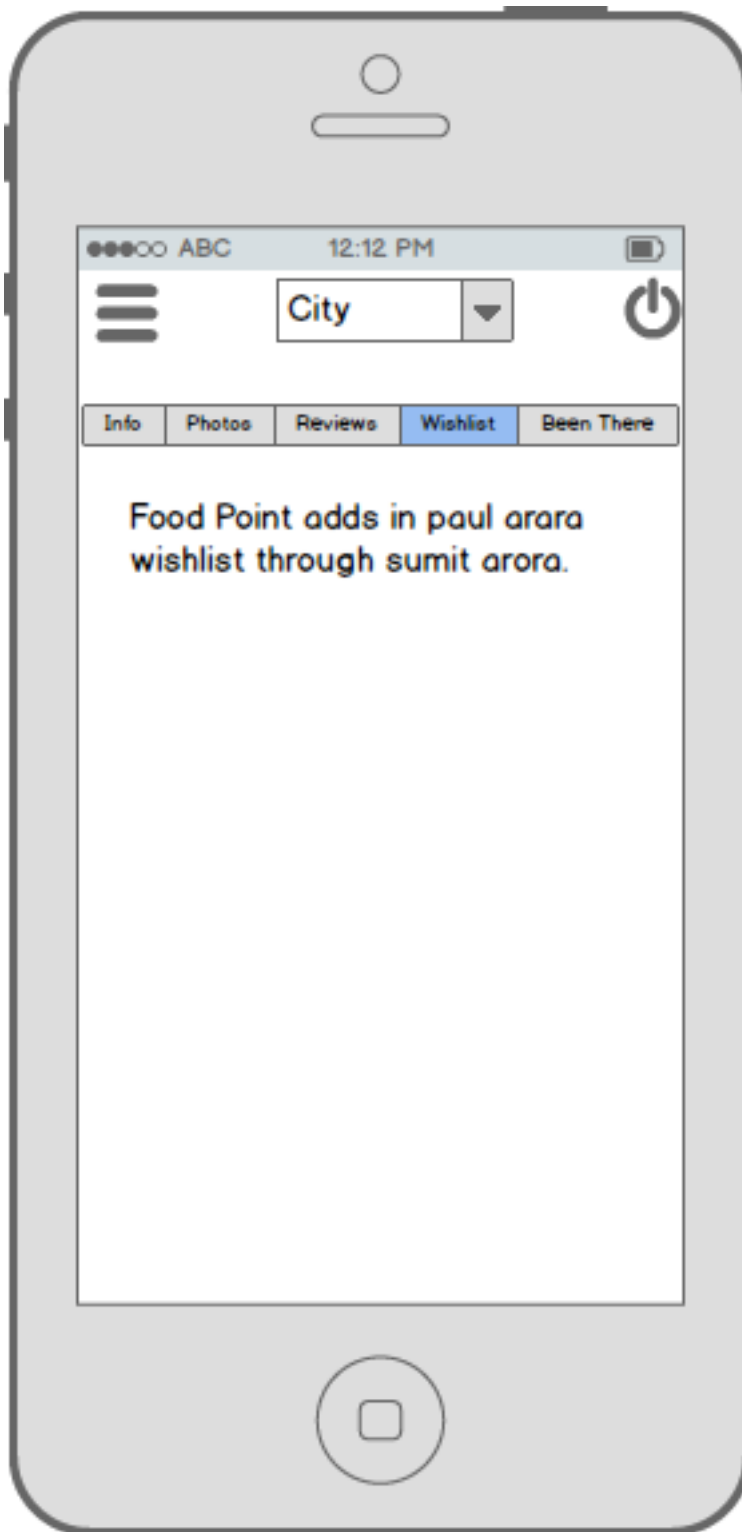 ABC 12:12 PM
City
Info Photos Reviews Wishlist Been There
Food Point adds in paul arara
wishlist through sumit arora.